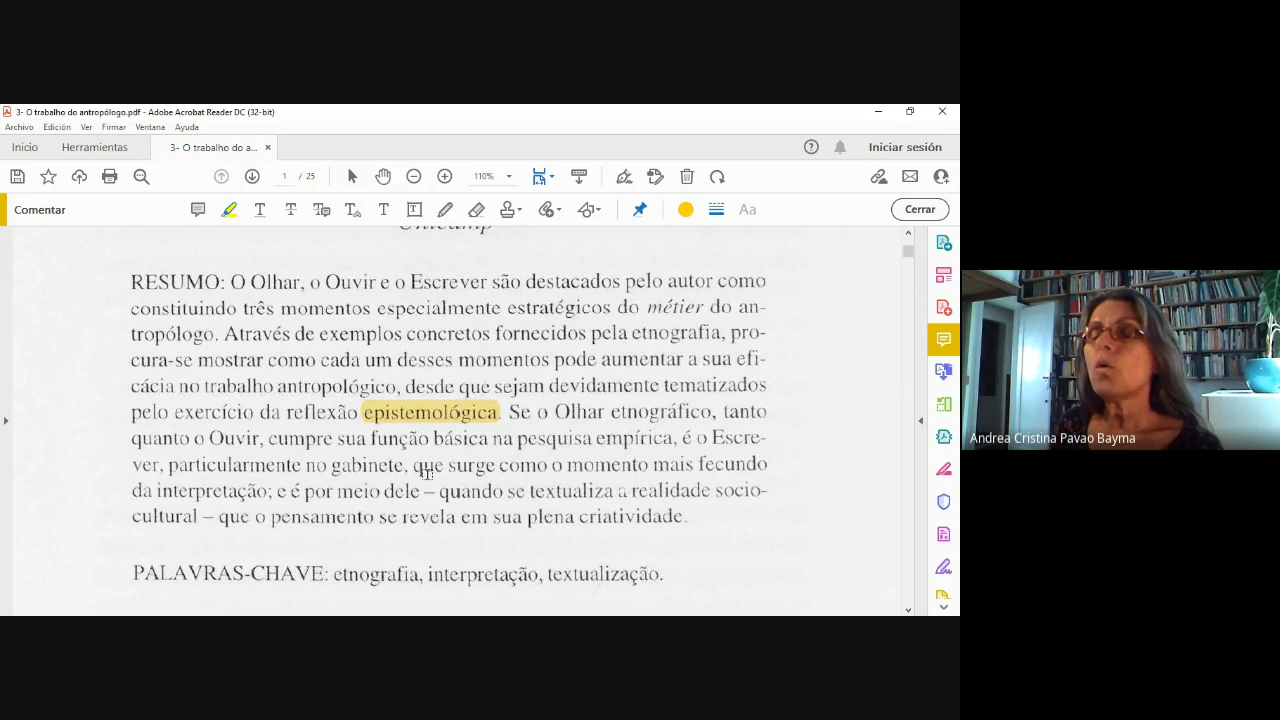 3- O trabalho do antropólogo.pdf - Adobe Acrobat Reader DC (32-bit)
Archivo Edición Ver Firmar Ventana Ayuda
Inicio Herramientas 3- O trabalho do a... × Iniciar sesión
1 / 25 110%
Comentar Aa Cerrar
Unicamp
RESUMO: O Olhar, o Ouvir e o Escrever são destacados pelo autor como
constituindo três momentos especialmente estratégicos do métier do an-
tropólogo. Através de exemplos concretos fornecidos pela etnografia, pro-
cura-se mostrar como cada um desses momentos pode aumentar a sua efi-
cácia no trabalho antropológico, desde que sejam devidamente tematizados
pelo exercício da reflexão epistemológica. Se o Olhar etnográfico, tanto
quanto o Ouvir, cumpre sua função básica na pesquisa empírica, é o Escre-
ver, particularmente no gabinete, que surge como o momento mais fecundo
da interpretação; e é por meio dele – quando se textualiza a realidade socio-
cultural – que o pensamento se revela em sua plena criatividade.
PALAVRAS-CHAVE: etnografia, interpretação, textualização.
Andrea Cristina Pavao Bayma